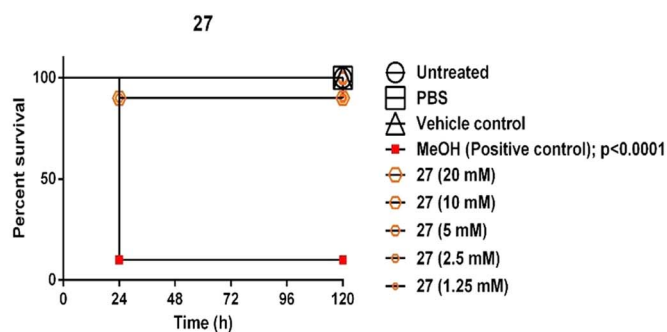 27
Percent survival
100
50
0
0 24 48 72 96 120
Time (h)
Untreated
PBS
Vehicle control
MeOH (Positive control); p<0.0001
27 (20 mM)
27 (10 mM)
27 (5 mM)
27 (2.5 mM)
27 (1.25 mM)